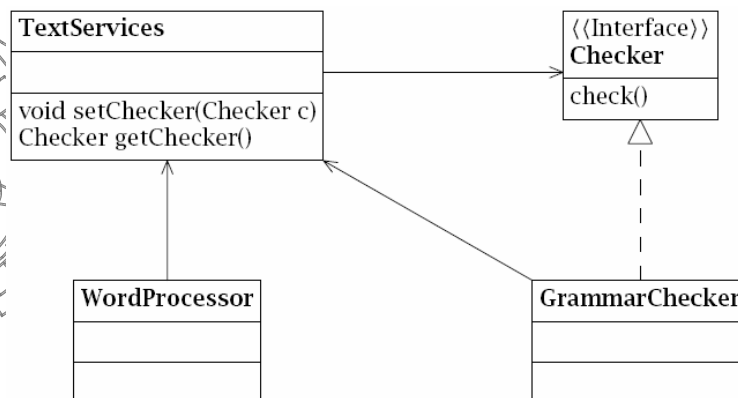 TextServices
void setChecker(Checker c)
Checker getChecker()
⟨⟨Interface⟩⟩
Checker
check()
WordProcessor
GrammarChecker